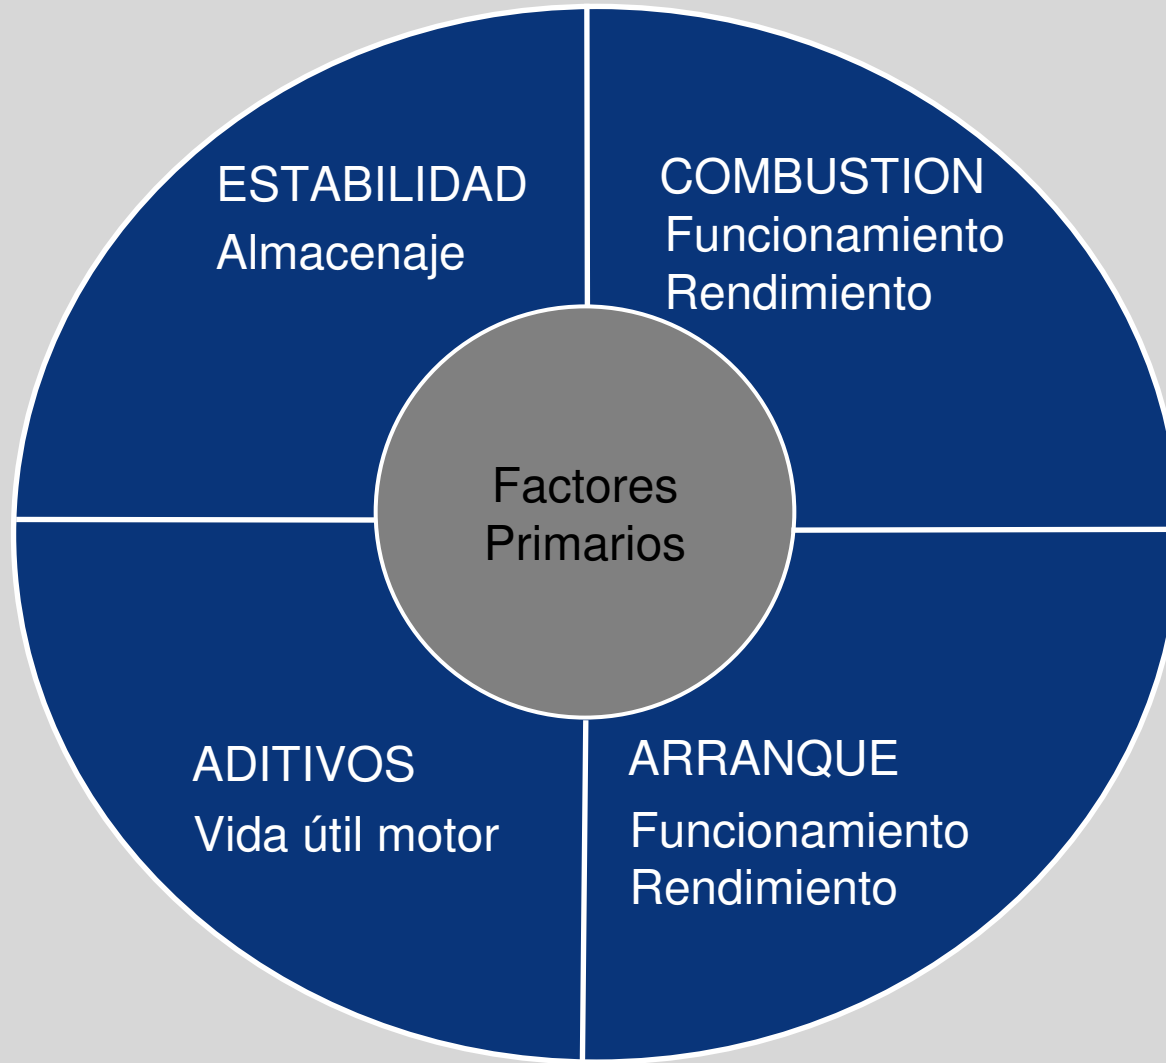 ESTABILIDAD
Almacenaje
COMBUSTION
Funcionamiento
Rendimiento
Factores
Primarios
ADITIVOS
Vida útil motor
ARRANQUE
Funcionamiento
Rendimiento